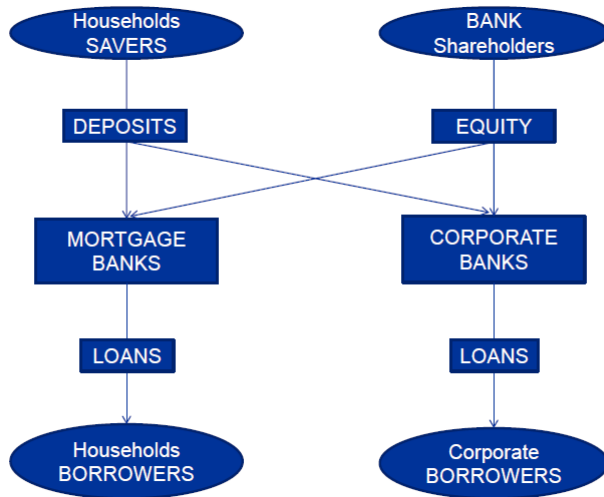 Households
SAVERS
BANK
Shareholders
DEPOSITS
EQUITY
MORTGAGE
BANKS
CORPORATE
BANKS
LOANS
LOANS
Households
BORROWERS
Corporate
BORROWERS